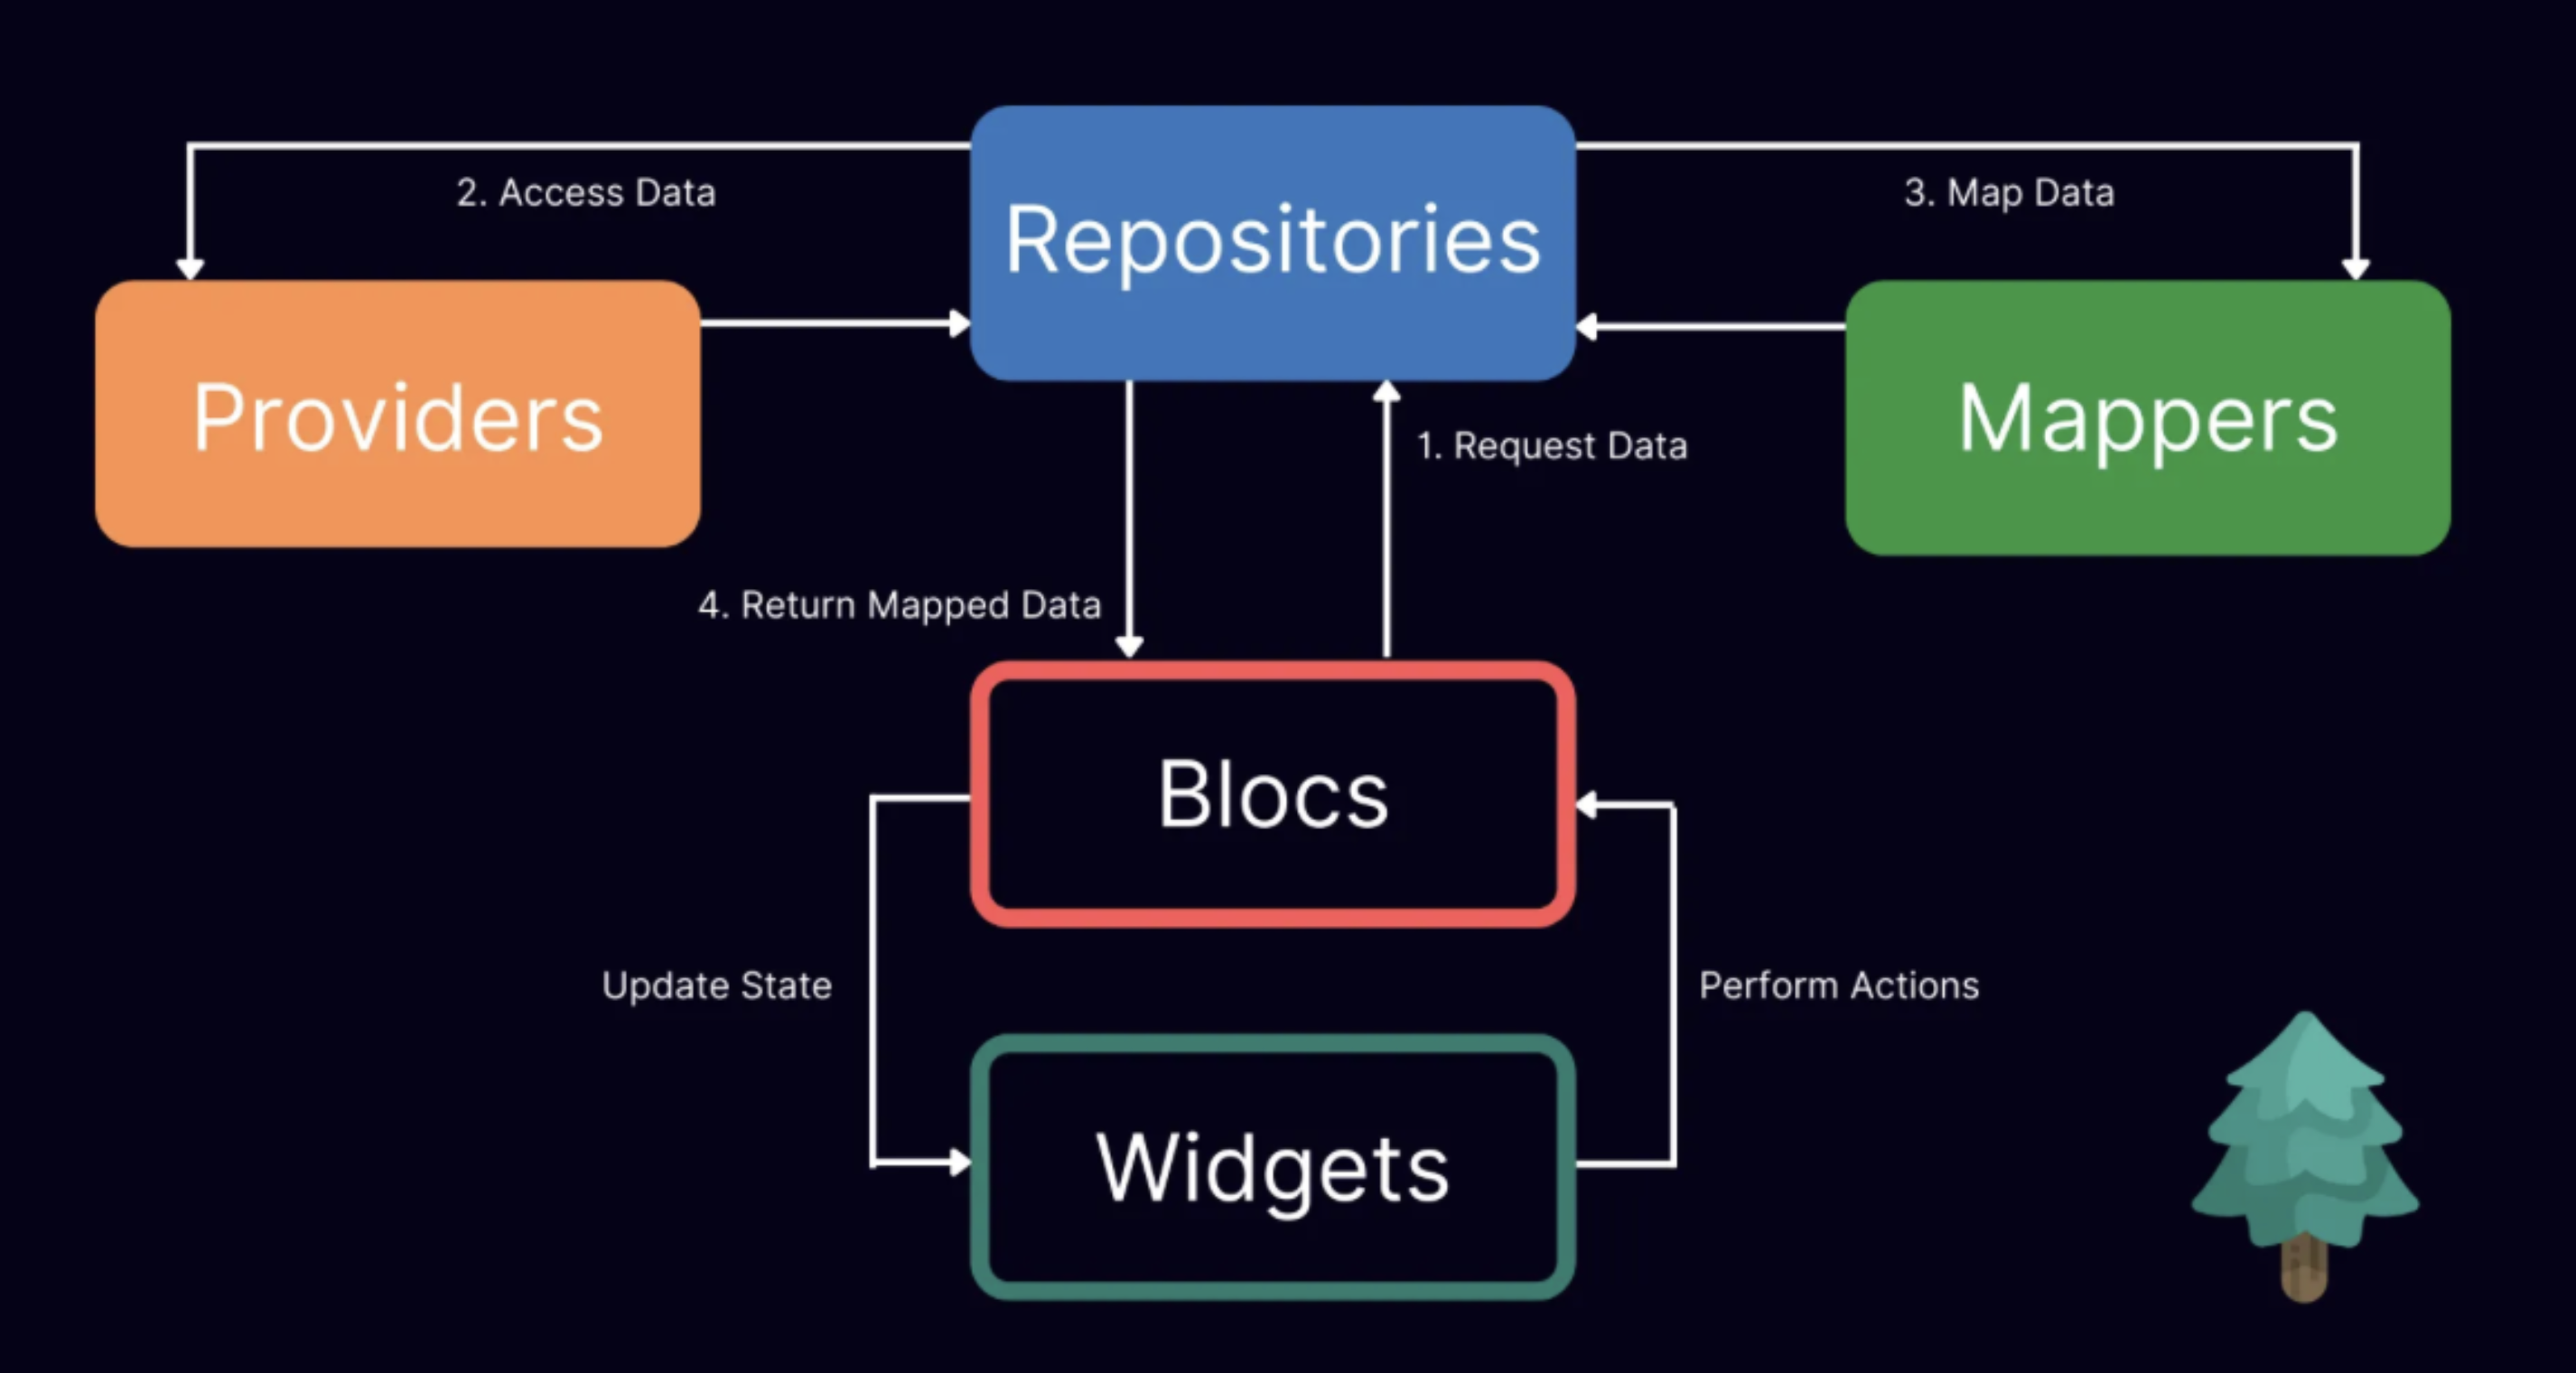 Repositories
2. Access Data
3. Map Data
Providers
Mappers
1. Request Data
4. Return Mapped Data
Blocs
Update State
Perform Actions
Widgets